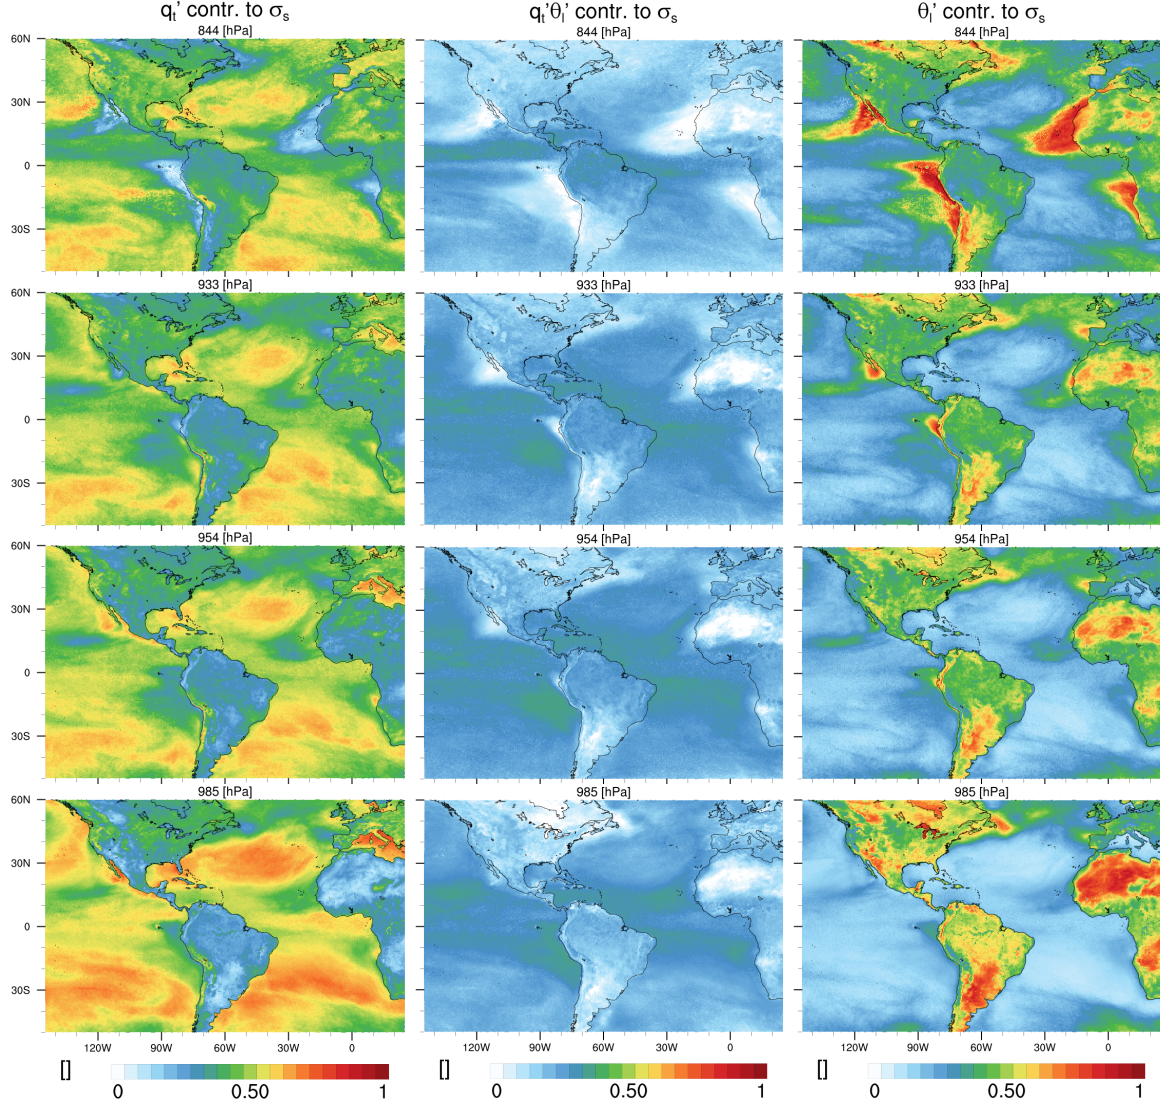 qt' contr. to σs qt'θl' contr. to σs θl' contr. to σs
844 [hPa] 844 [hPa] 844 [hPa]
60N
30N
0
30S
933 [hPa] 933 [hPa] 933 [hPa]
60N
30N
0
30S
954 [hPa] 954 [hPa] 954 [hPa]
60N
30N
0
30S
985 [hPa] 985 [hPa] 985 [hPa]
60N
30N
0
30S
120W 90W 60W 30W 0 120W 90W 60W 30W 0 120W 90W 60W 30W 0
[] [] []
0 0.50 1 0 0.50 1 0 0.50 1